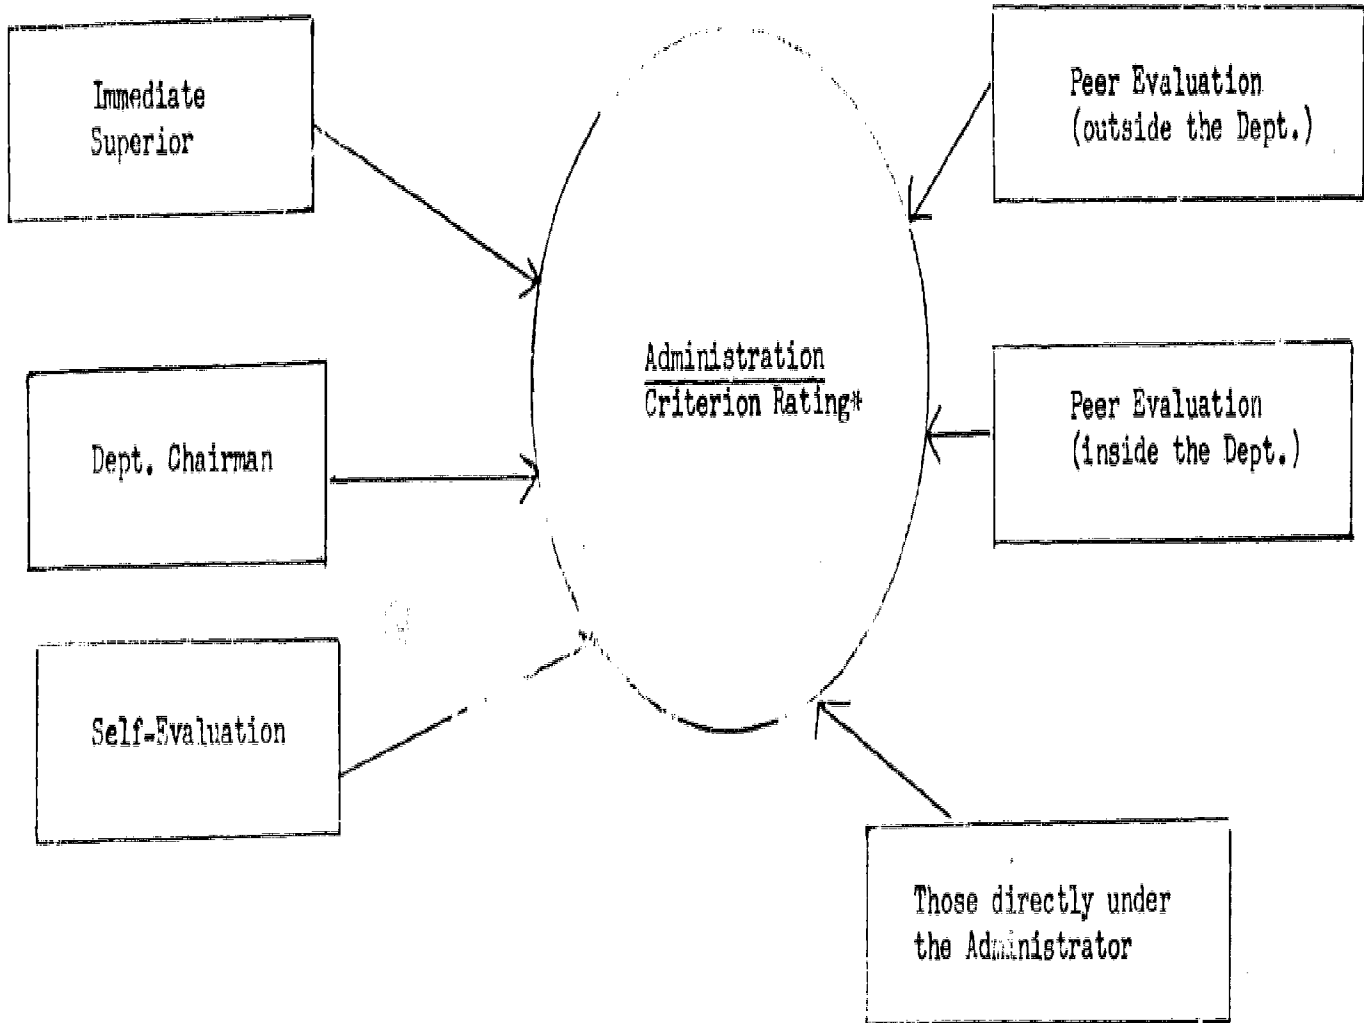 Immediate
Superior
Peer Evaluation
(outside the Dept.)
Administration
Criterion Rating*
Dept. Chairman
Peer Evaluation
(inside the Dept.)
Self-Evaluation
Those directly under
the Administrator